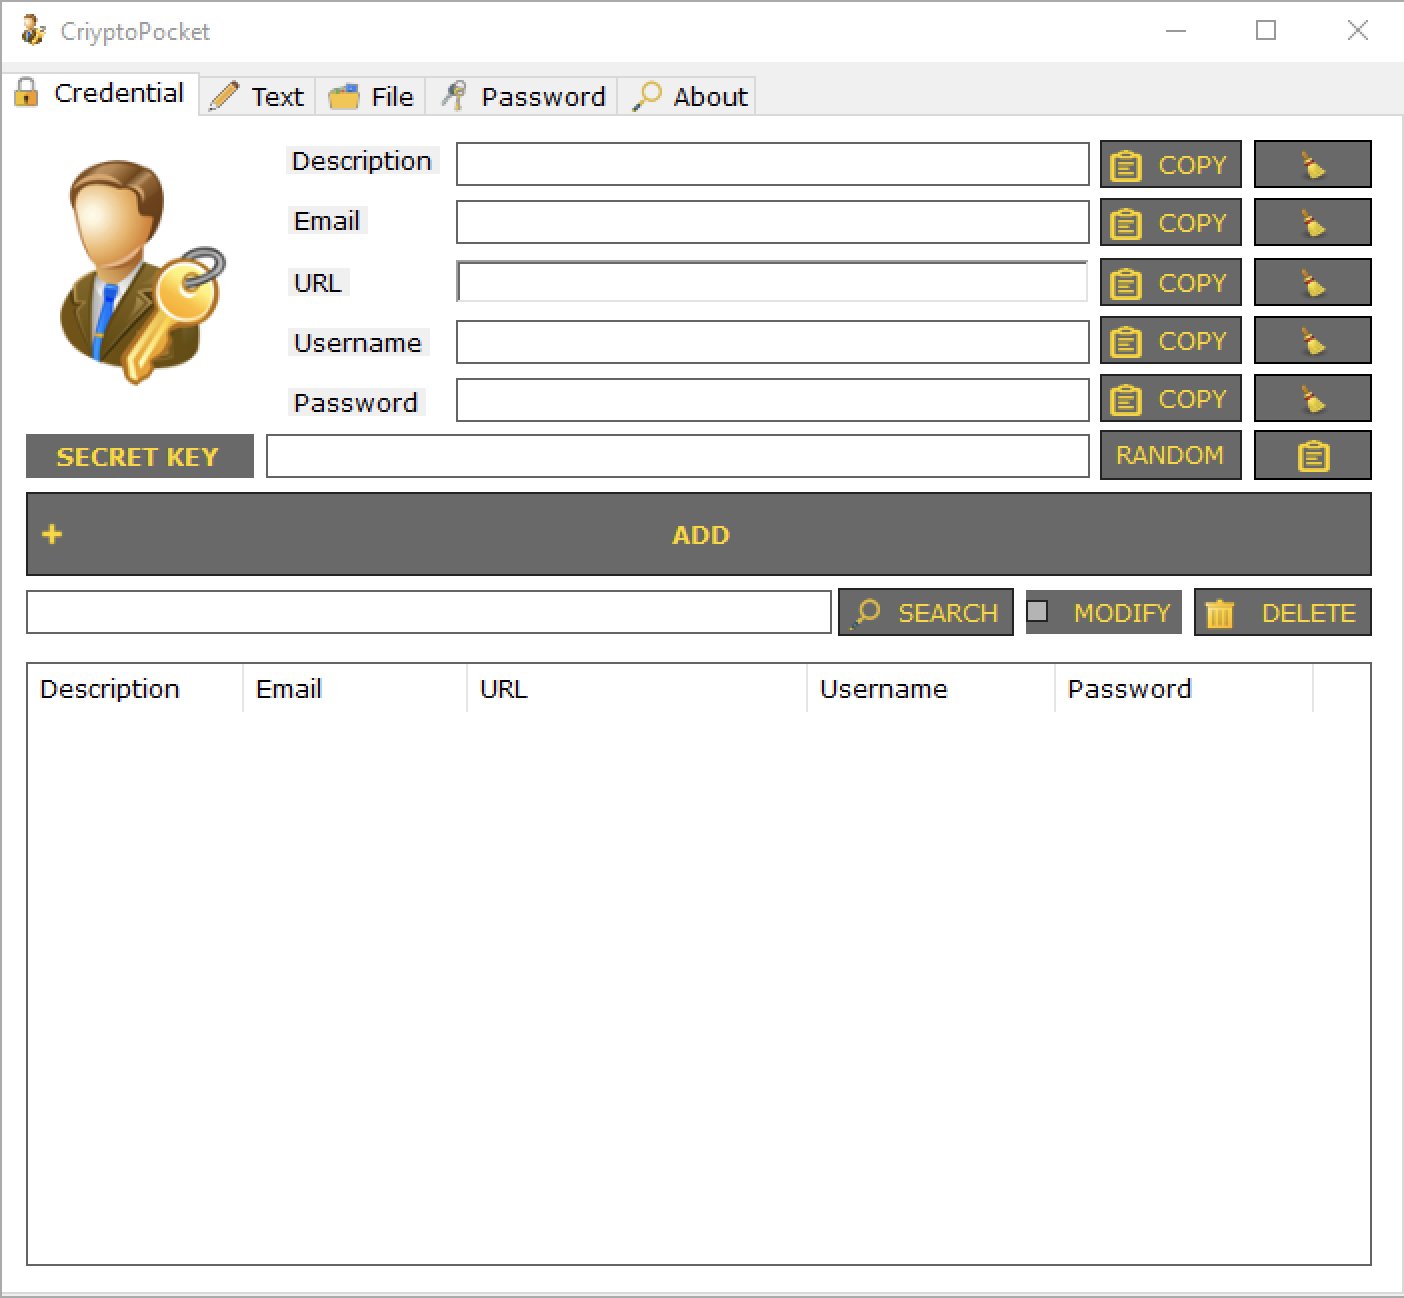 CriyptoPocket
Credential Text File Password About
Description COPY
Email COPY
URL COPY
Username COPY
Password COPY
SECRET KEY RANDOM
+ ADD
SEARCH MODIFY DELETE
Description Email URL Username Password